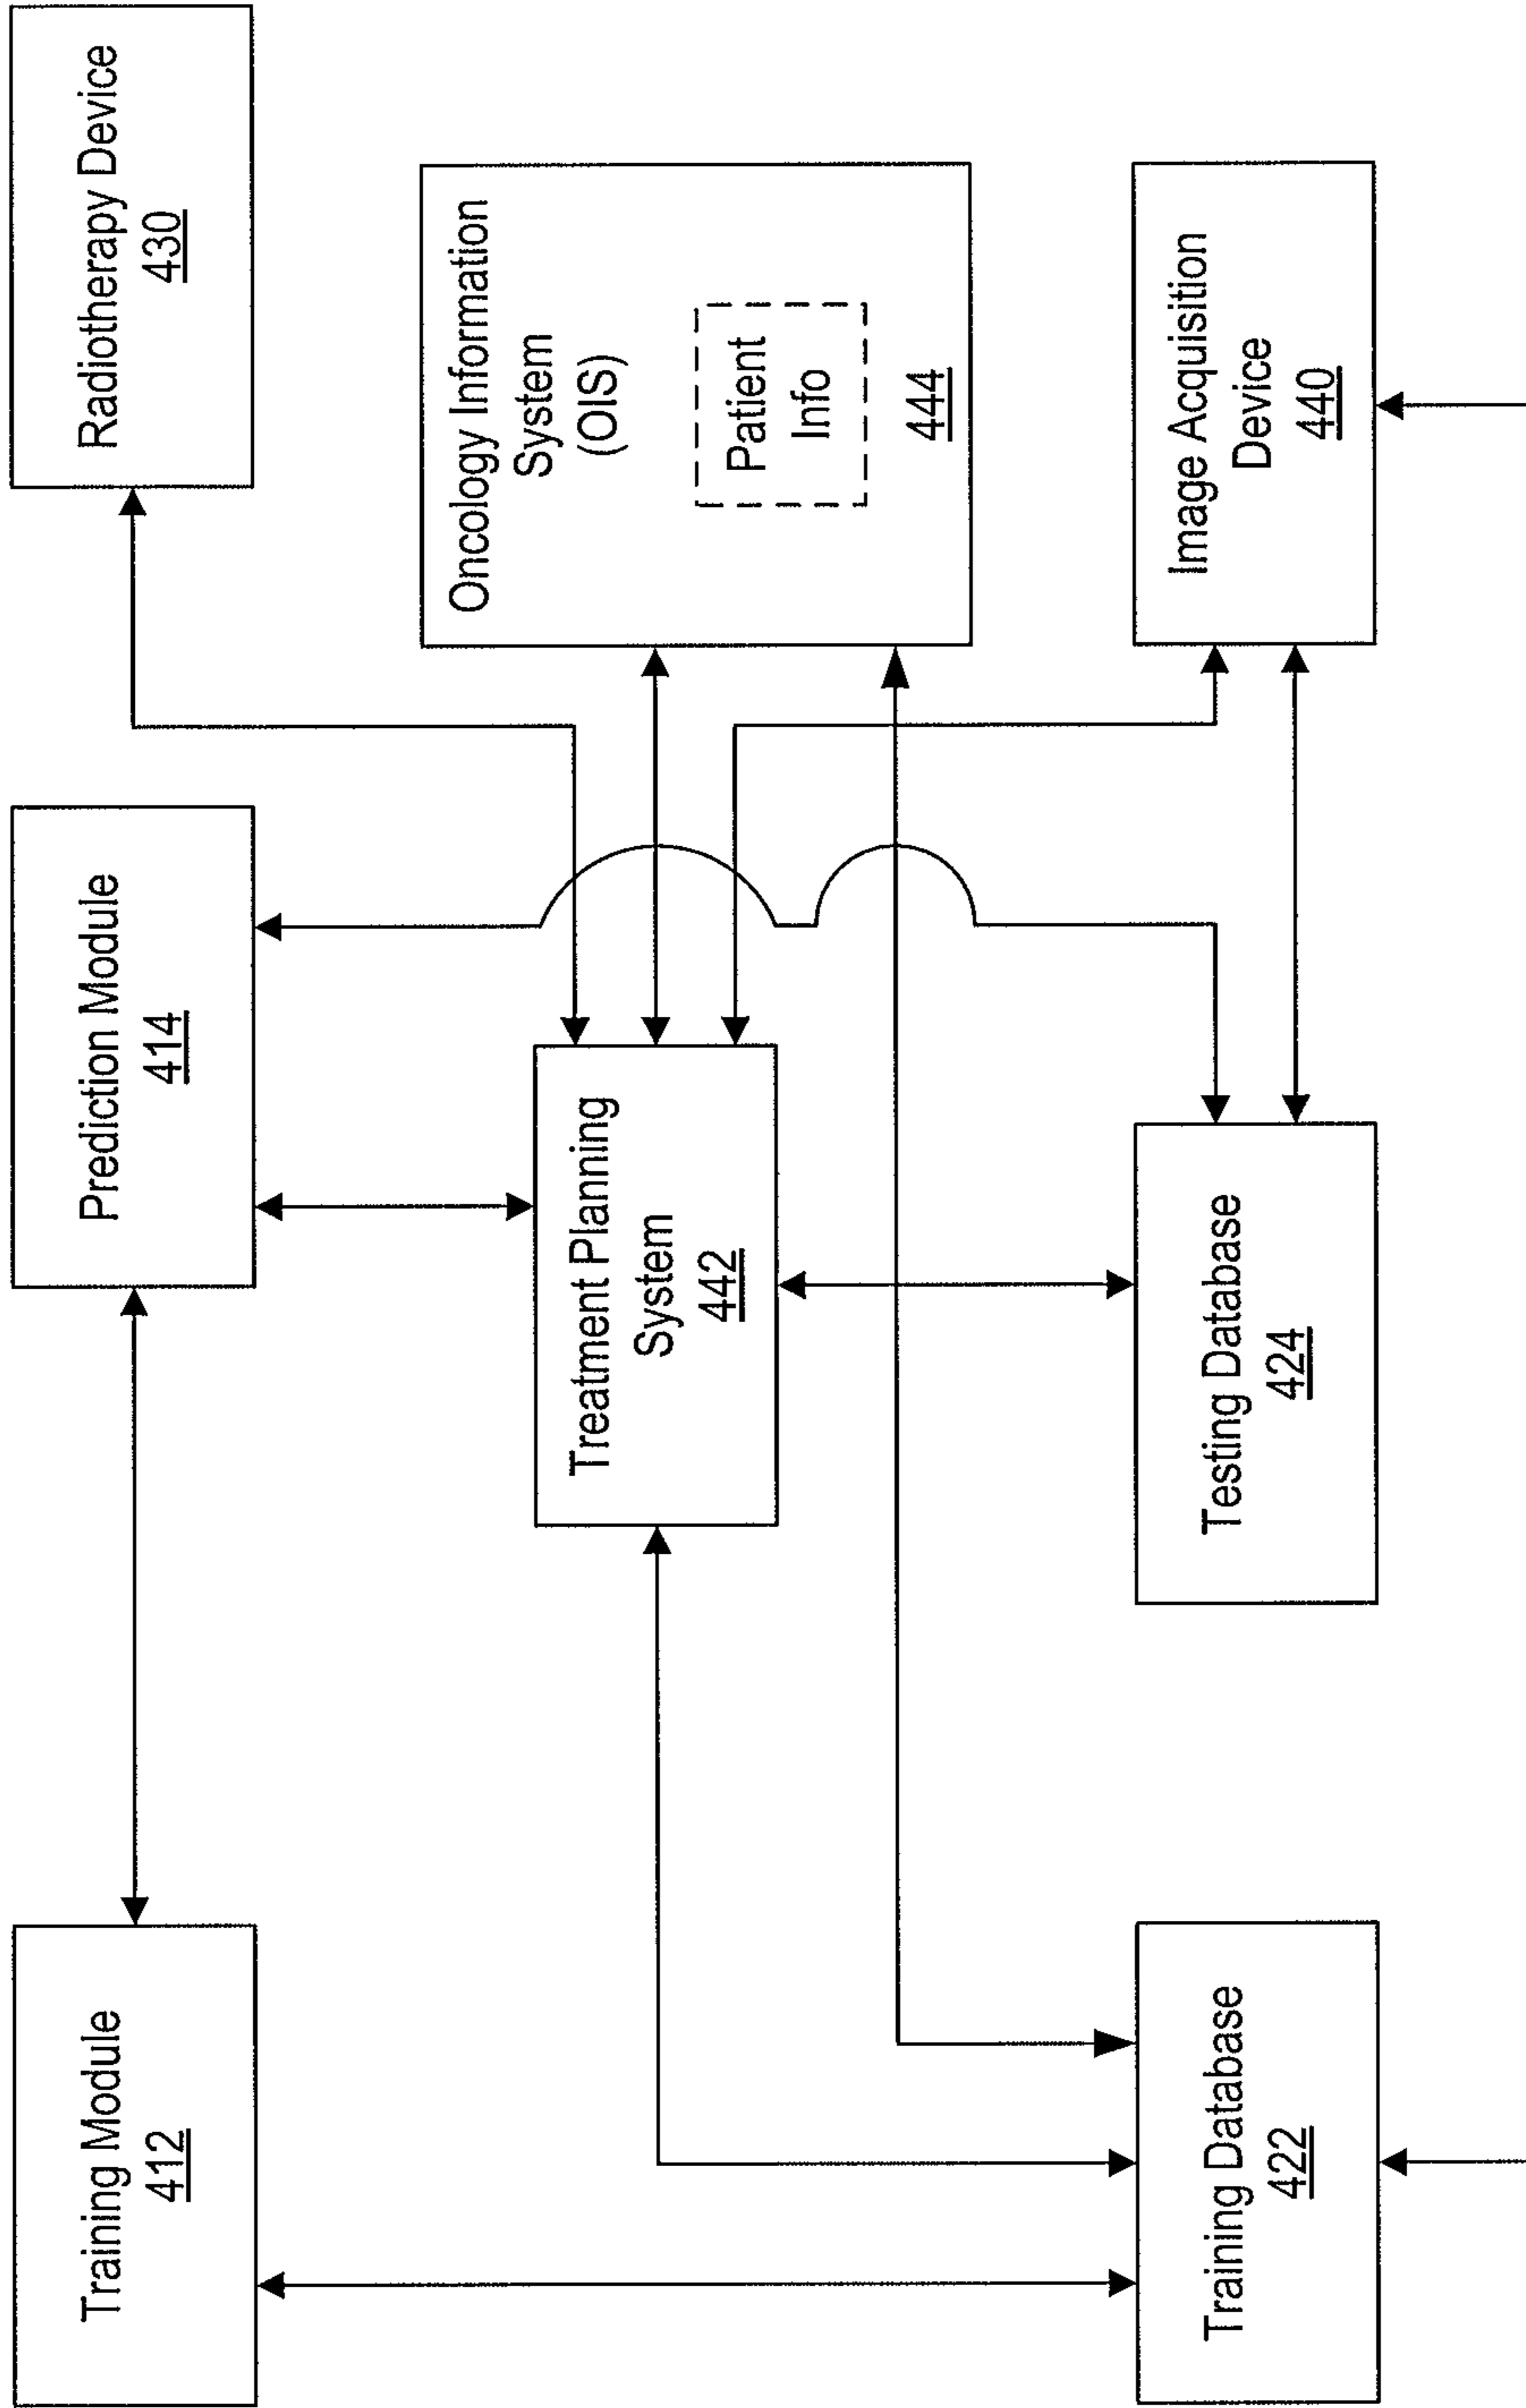 Training Module
412
Prediction Module
414
Radiotherapy Device
430
Treatment Planning
System
442
Oncology Information
System
(OIS)
Patient
Info
444
Training Database
422
Testing Database
424
Image Acquisition
Device
440